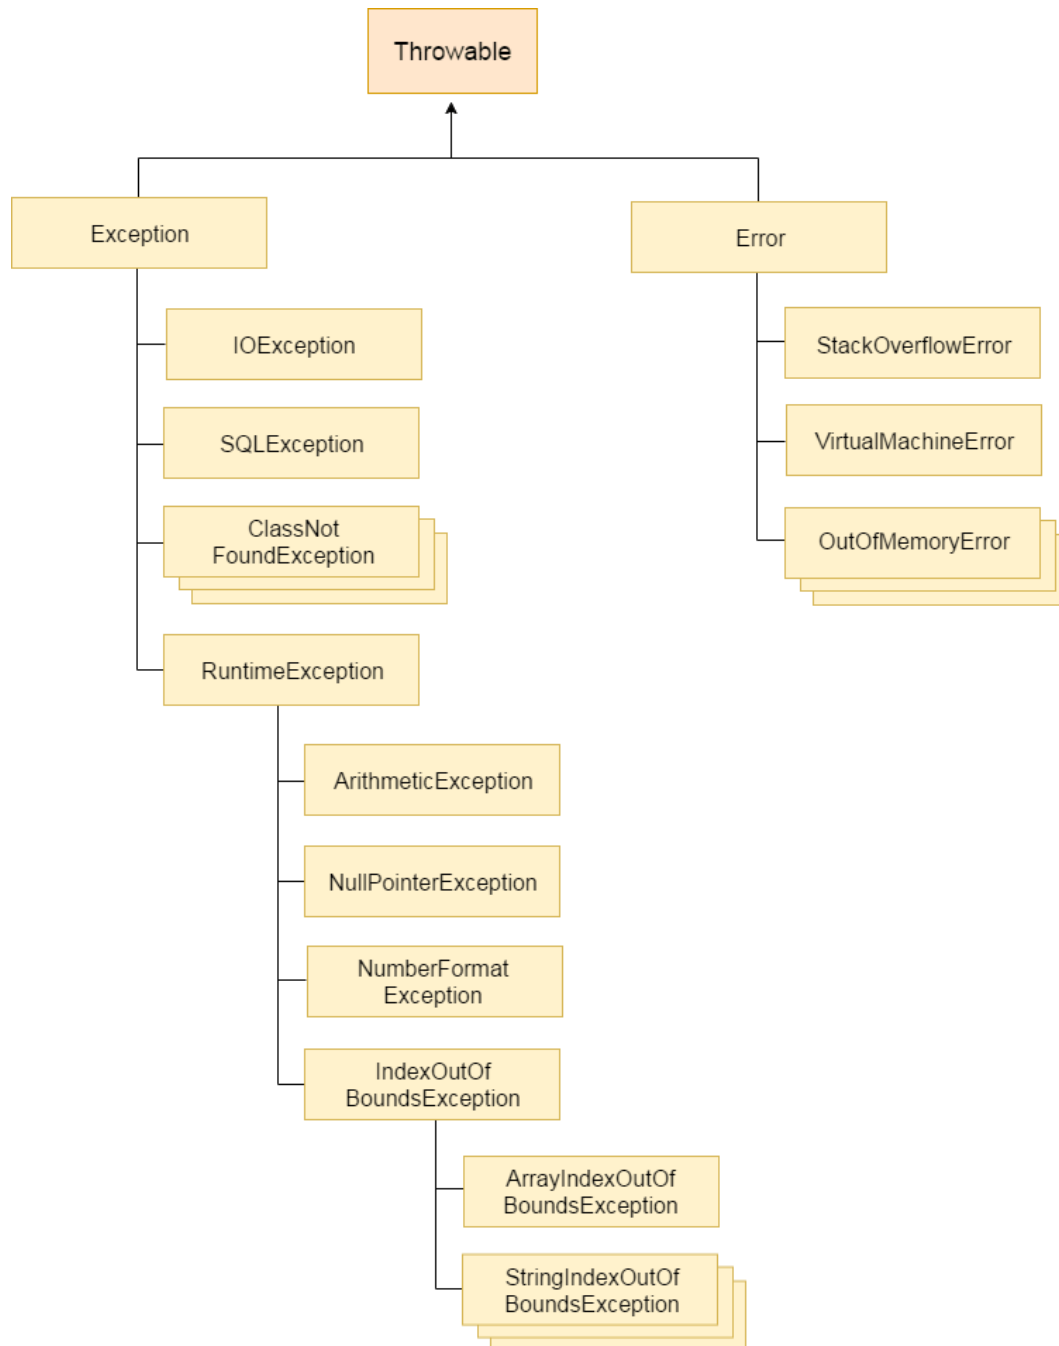 Throwable
Exception
Error
IOException
StackOverflowError
SQLException
VirtualMachineError
ClassNot
FoundException
OutOfMemoryError
RuntimeException
ArithmeticException
NullPointerException
NumberFormat
Exception
IndexOutOf
BoundsException
ArrayIndexOutOf
BoundsException
StringIndexOutOf
BoundsException